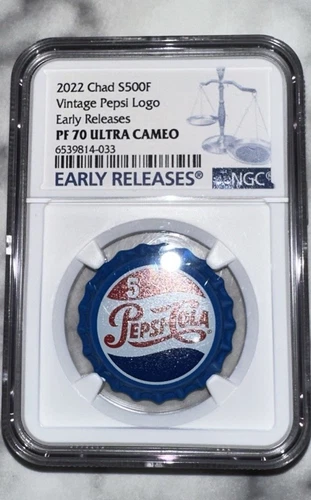 2022 Chad S500F
Vintage Pepsi Logo
Early Releases
PF 70 ULTRA CAMEO
6539814-033
EARLY RELEASES®
NGC
5
PEPSI-COLA